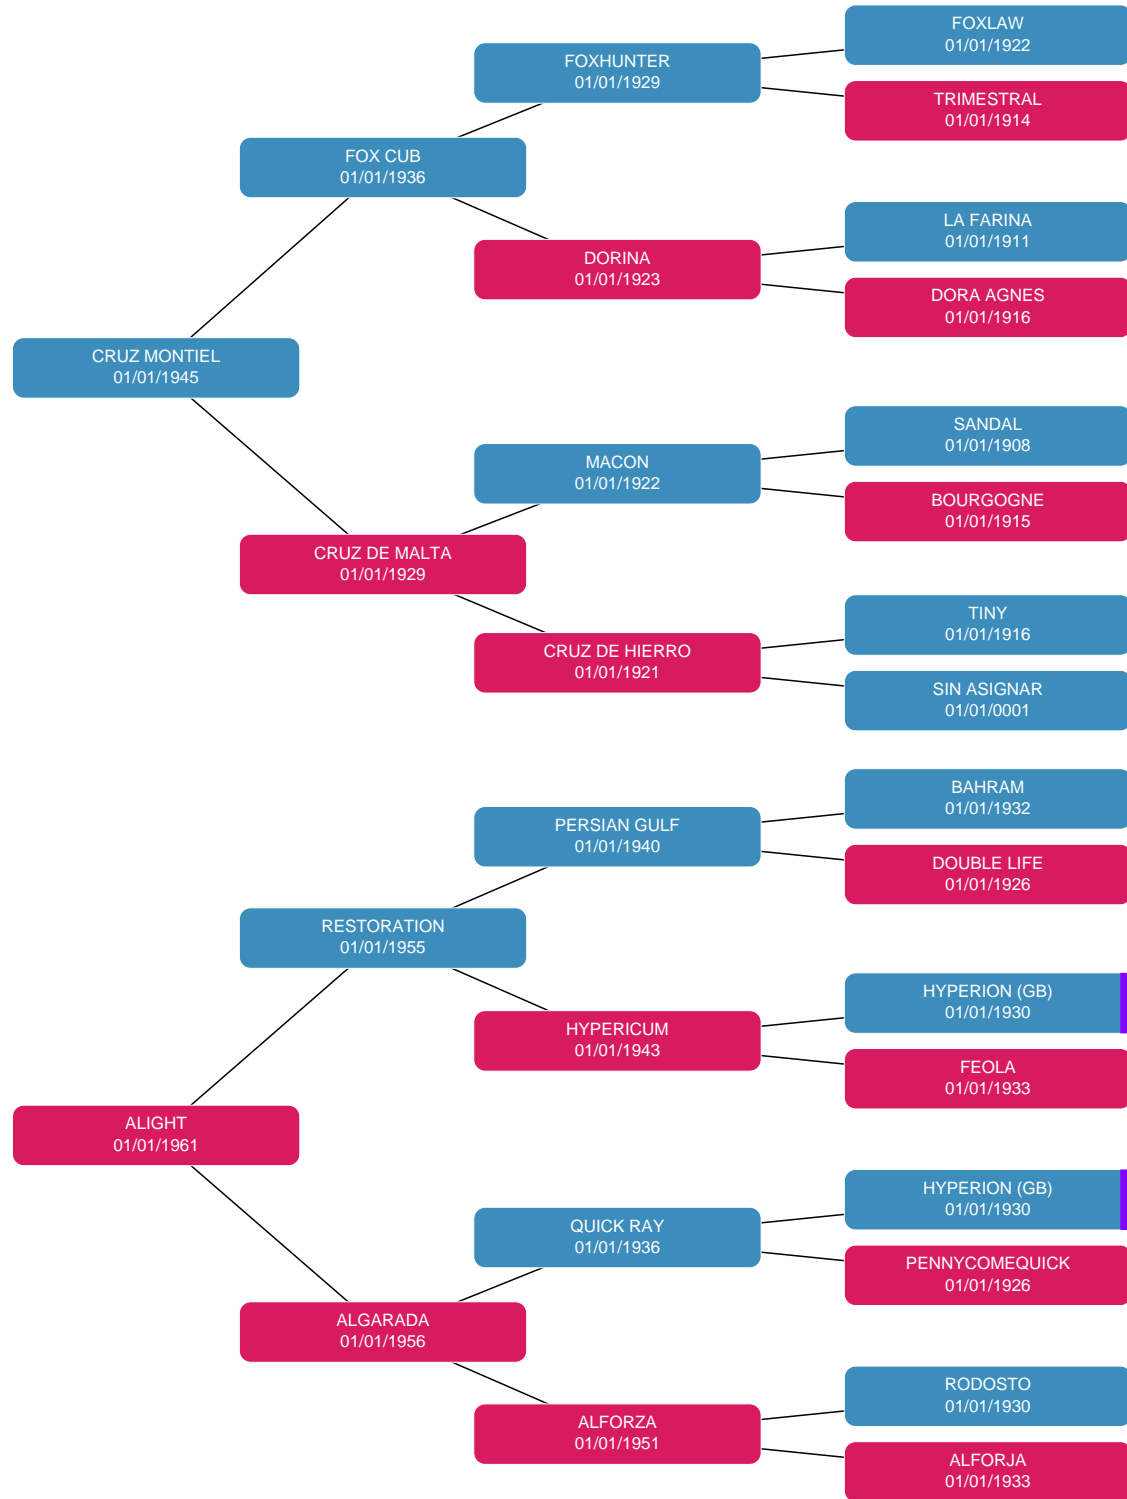 FOXLAW
01/01/1922
FOXHUNTER
01/01/1929
TRIMESTRAL
01/01/1914
FOX CUB
01/01/1936
LA FARINA
01/01/1911
DORINA
01/01/1923
DORA AGNES
01/01/1916
CRUZ MONTIEL
01/01/1945
SANDAL
01/01/1908
MACON
01/01/1922
BOURGOGNE
01/01/1915
CRUZ DE MALTA
01/01/1929
TINY
01/01/1916
CRUZ DE HIERRO
01/01/1921
SIN ASIGNAR
01/01/0001
BAHRAM
01/01/1932
PERSIAN GULF
01/01/1940
DOUBLE LIFE
01/01/1926
RESTORATION
01/01/1955
HYPERION (GB)
01/01/1930
HYPERICUM
01/01/1943
FEOLA
01/01/1933
ALIGHT
01/01/1961
HYPERION (GB)
01/01/1930
QUICK RAY
01/01/1936
PENNYCOMEQUICK
01/01/1926
ALGARADA
01/01/1956
RODOSTO
01/01/1930
ALFORZA
01/01/1951
ALFORJA
01/01/1933